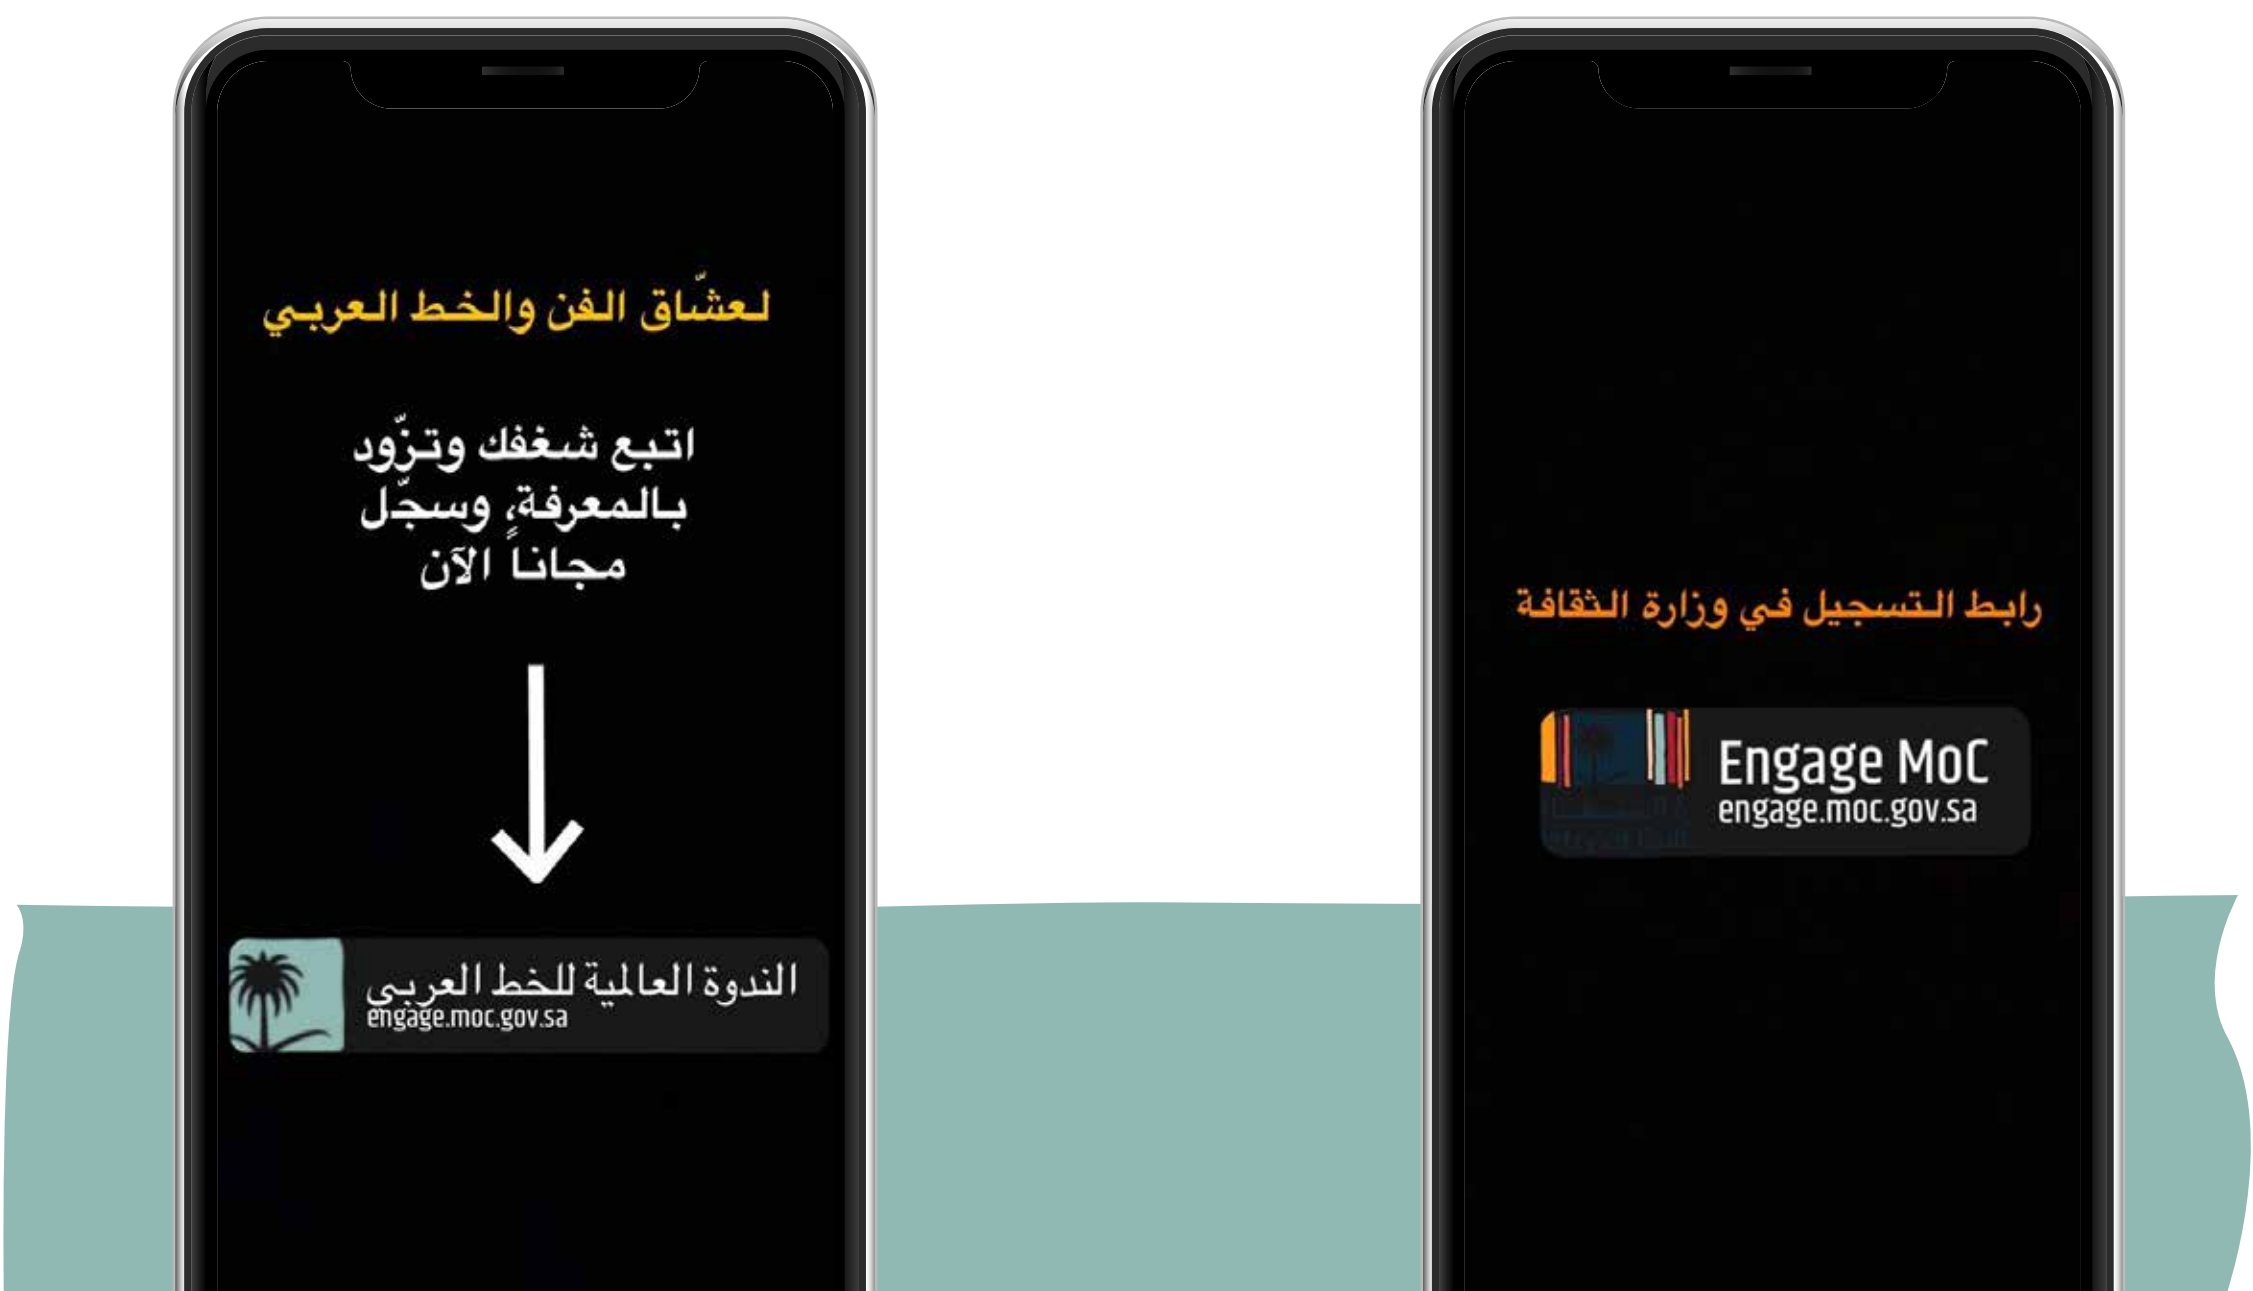 لعشّاق الفن والخط العربي
اتبع شغفك وتزّود
بالمعرفة، وسجّل
مجاناً الآن
الندوة العالمية للخط العربي
engage.moc.gov.sa
رابط التسجيل في وزارة الثقافة
Engage MoC
engage.moc.gov.sa